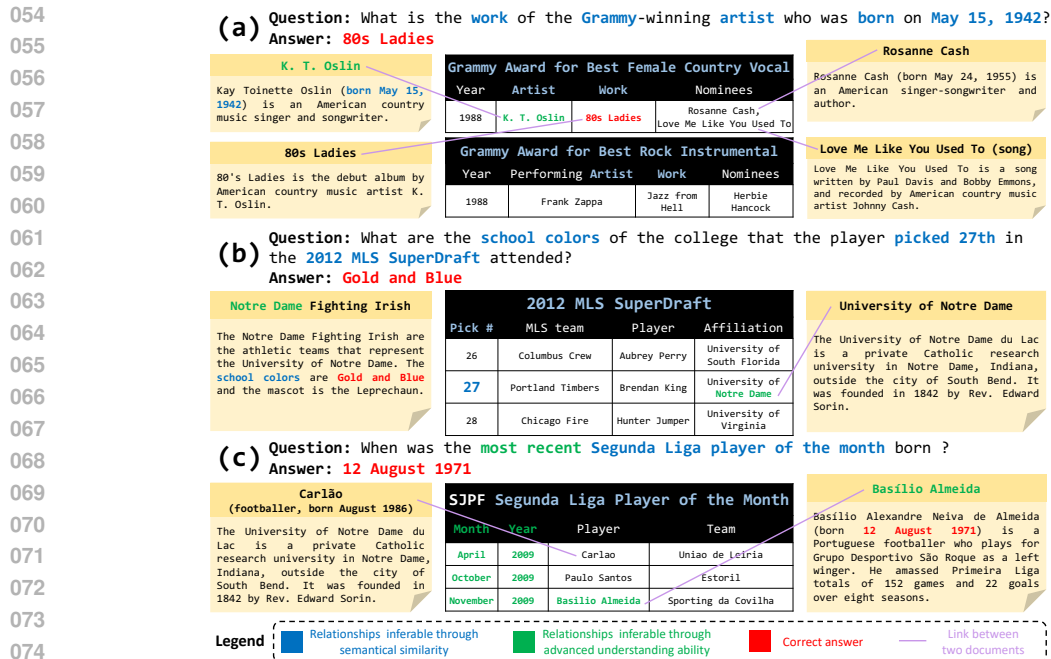 054
055
056
057
058
059
060
061
062
063
064
065
066
067
068
069
070
071
072
073
074
(a) Question: What is the work of the Grammy-winning artist who was born on May 15, 1942?
Answer: 80s Ladies
K. T. Oslin
Kay Toinette Oslin (born May 15,
1942) is an American country
music singer and songwriter.
80s Ladies
80's Ladies is the debut album by
American country music artist K.
T. Oslin.
Grammy Award for Best Female Country Vocal
Year Artist Work Nominees
1988 K. T. Oslin 80s Ladies Rosanne Cash,
Love Me Like You Used To
Grammy Award for Best Rock Instrumental
Year Performing Artist Work Nominees
1988 Frank Zappa Jazz from Herbie
Hell Hancock
Rosanne Cash
Rosanne Cash (born May 24, 1955) is
an American singer-songwriter and
author.
Love Me Like You Used To (song)
Love Me Like You Used To is a song
written by Paul Davis and Bobby Emmons,
and recorded by American country music
artist Johnny Cash.
(b) Question: What are the school colors of the college that the player picked 27th in
the 2012 MLS SuperDraft attended?
Answer: Gold and Blue
Notre Dame Fighting Irish
The Notre Dame Fighting Irish are
the athletic teams that represent
the University of Notre Dame. The
school colors are Gold and Blue
and the mascot is the Leprechaun.
2012 MLS SuperDraft
Pick # MLS team Player Affiliation
26 Columbus Crew Aubrey Perry University of
South Florida
27 Portland Timbers Brendan King University of
Notre Dame
28 Chicago Fire Hunter Jumper University of
Virginia
University of Notre Dame
The University of Notre Dame du Lac
is a private Catholic research
university in Notre Dame, Indiana,
outside the city of South Bend. It
was founded in 1842 by Rev. Edward
Sorin.
(c) Question: When was the most recent Segunda Liga player of the month born ?
Answer: 12 August 1971
Carlão
(footballer, born August 1986)
The University of Notre Dame du
Lac is a private Catholic
research university in Notre Dame,
Indiana, outside the city of
South Bend. It was founded in
1842 by Rev. Edward Sorin.
SJPF Segunda Liga Player of the Month
Month Year Player Team
April 2009 Carlao Uniao de Leiria
October 2009 Paulo Santos Estoril
November 2009 Basilio Almeida Sporting da Covilha
Basílio Almeida
Basílio Alexandre Neiva de Almeida
(born 12 August 1971) is a
Portuguese footballer who plays for
Grupo Desportivo São Roque as a left
winger. He amassed Primeira Liga
totals of 152 games and 22 goals
over eight seasons.
Legend
Relationships inferable through
semantical similarity
Relationships inferable through
advanced understanding ability
Correct answer
Link between
two documents